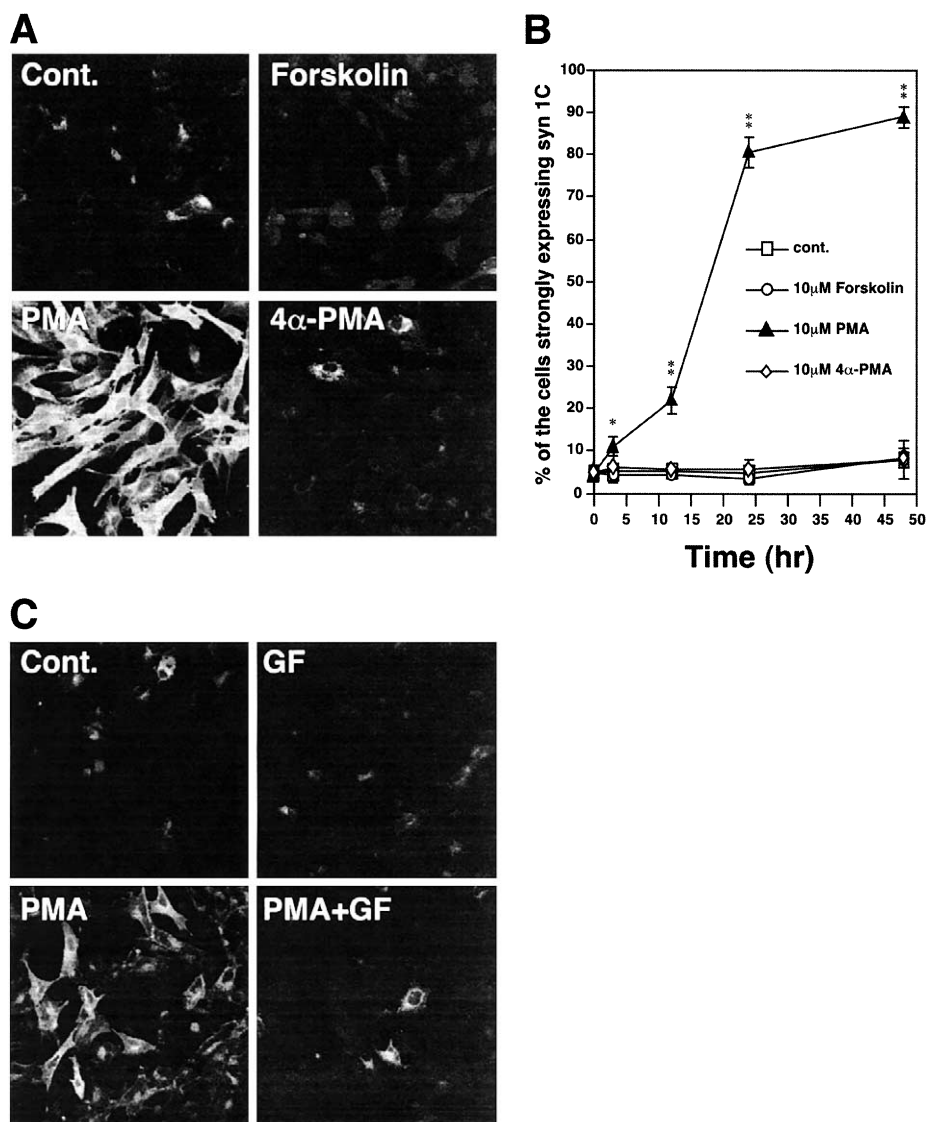 A
Cont.
Forskolin
PMA
4α-PMA
B
% of the cells strongly expressing syn 1C
100
90
80
70
60
50
40
30
20
10
0
*
**
**
**
cont.
10μM Forskolin
10μM PMA
10μM 4α-PMA
0 5 10 15 20 25 30 35 40 45 50
Time (hr)
C
Cont.
GF
PMA
PMA+GF